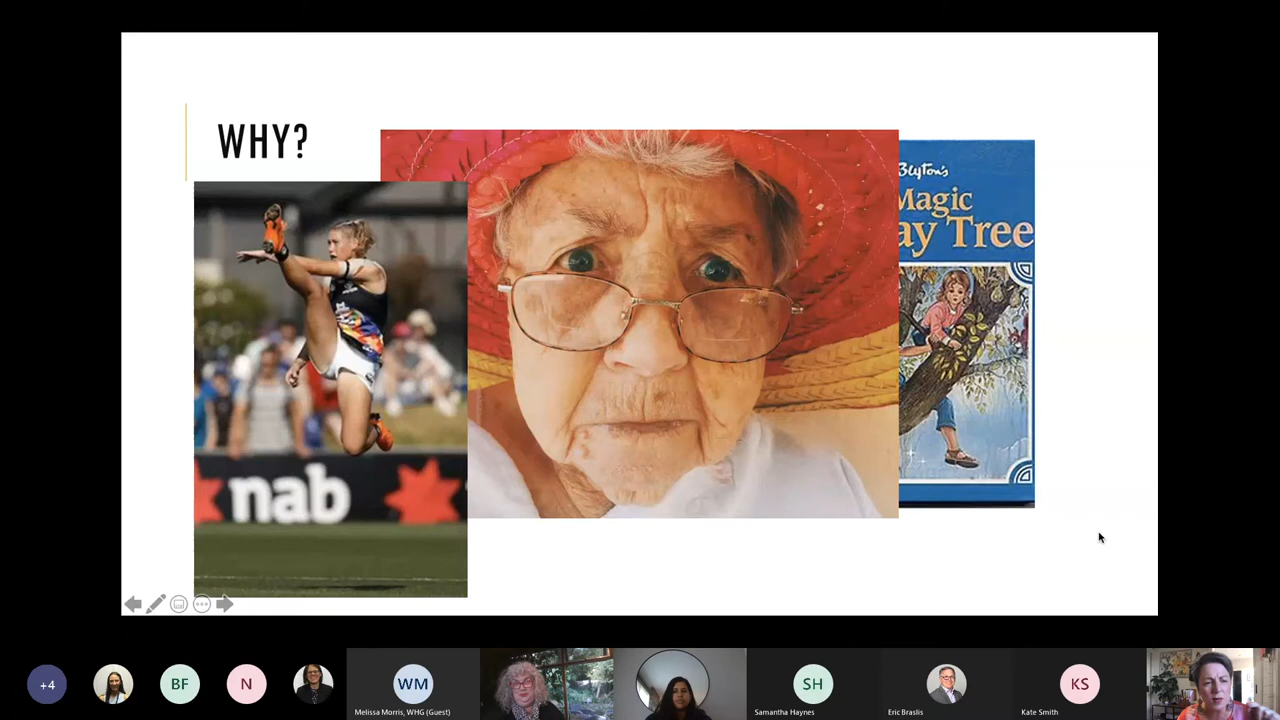 WHY?
Blyton's
Magic
ay Tree
nab
+4
BF
N
WM
SH
KS
Melissa Morris, WHG (Guest)
Samantha Haynes
Eric Braslis
Kate Smith